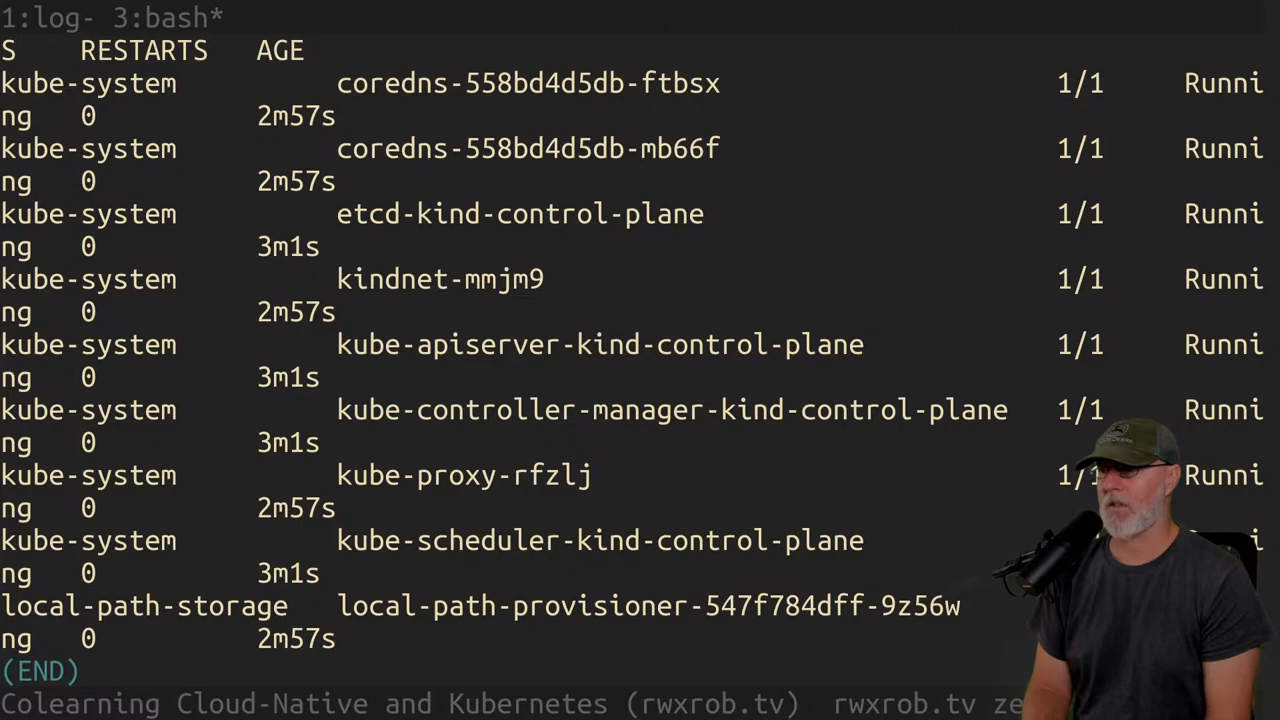 1:log- 3:bash*
S RESTARTS AGE
kube-system coredns-558bd4d5db-ftbsx 1/1 Runni
ng 0 2m57s
kube-system coredns-558bd4d5db-mb66f 1/1 Runni
ng 0 2m57s
kube-system etcd-kind-control-plane 1/1 Runni
ng 0 3m1s
kube-system kindnet-mmjm9 1/1 Runni
ng 0 2m57s
kube-system kube-apiserver-kind-control-plane 1/1 Runni
ng 0 3m1s
kube-system kube-controller-manager-kind-control-plane 1/1 Runni
ng 0 3m1s
kube-system kube-proxy-rfzlj 1/1 Runni
ng 0 2m57s
kube-system kube-scheduler-kind-control-plane
ng 0 3m1s
local-path-storage local-path-provisioner-547f784dff-9z56w
ng 0 2m57s
(END)
Colearning Cloud-Native and Kubernetes (rwxrob.tv) rwxrob.tv ze